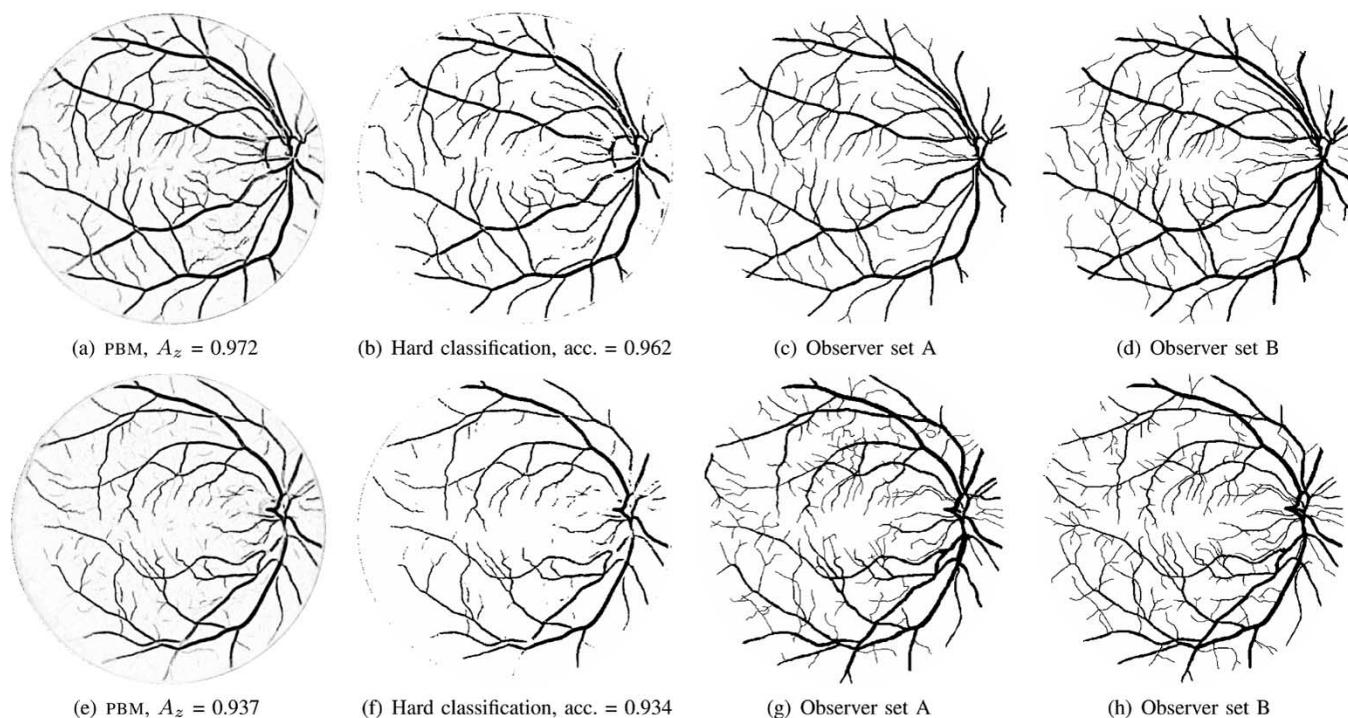 (a) PBM, A_z = 0.972
(b) Hard classification, acc. = 0.962
(c) Observer set A
(d) Observer set B
(e) PBM, A_z = 0.937
(f) Hard classification, acc. = 0.934
(g) Observer set A
(h) Observer set B